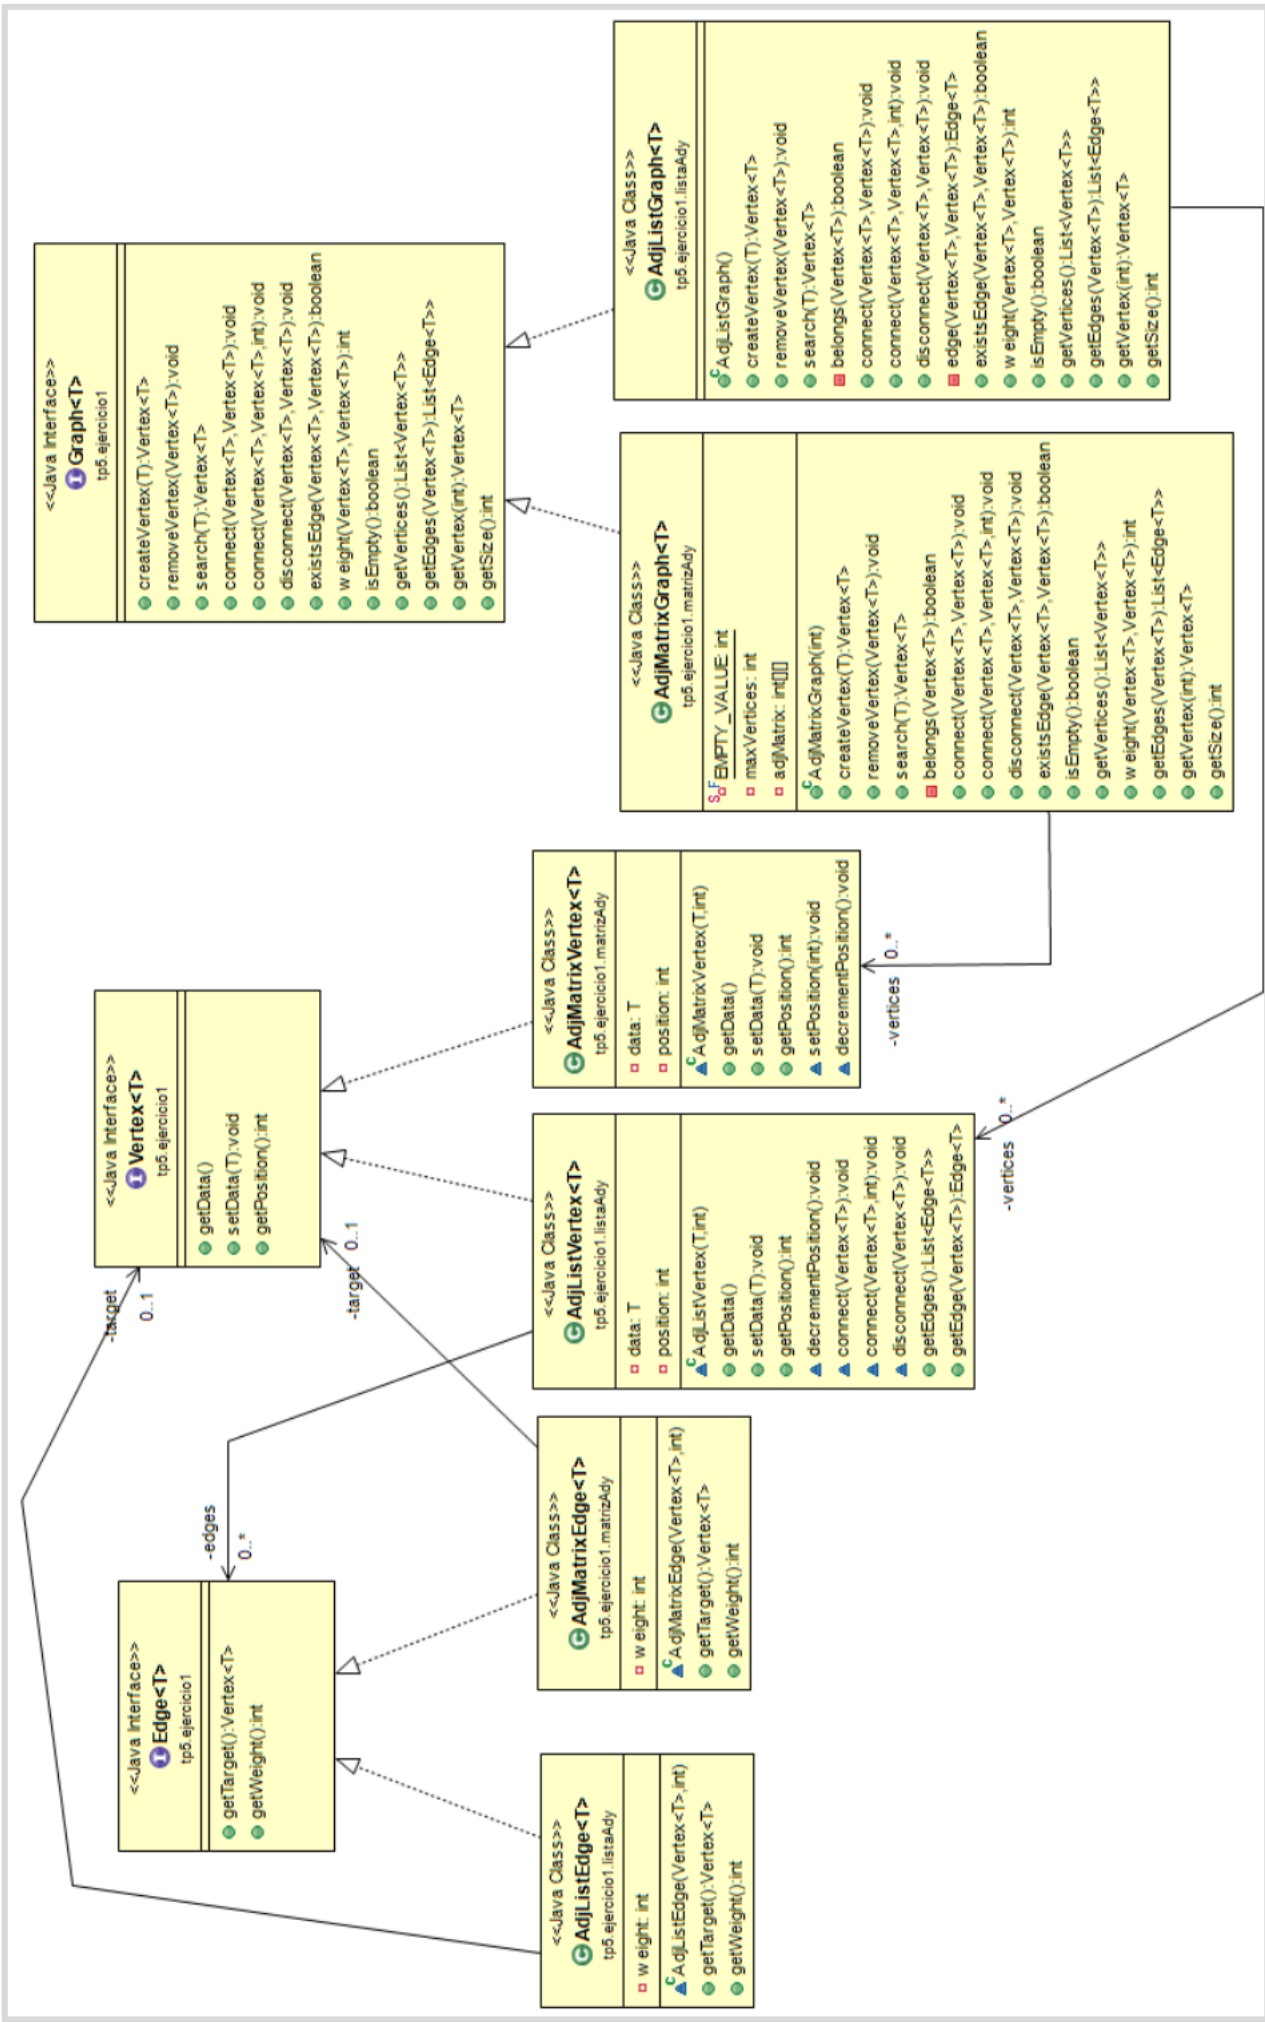 <<Java Interface>>
Graph<T>
tp5.ejercicio1
createVertex(T):Vertex<T>
removeVertex(Vertex<T>):void
search(T):Vertex<T>
connect(Vertex<T>,Vertex<T>):void
connect(Vertex<T>,Vertex<T>,int):void
disconnect(Vertex<T>,Vertex<T>):void
existsEdge(Vertex<T>,Vertex<T>):boolean
weight(Vertex<T>,Vertex<T>):int
isEmpty():boolean
getVertices():List<Vertex<T>>
getEdges(Vertex<T>):List<Edge<T>>
getVertex(int):Vertex<T>
getSize():int
<<Java Class>>
AdjListGraph<T>
tp5.ejercicio1.listaAdy
AdjListGraph()
createVertex(T):Vertex<T>
removeVertex(Vertex<T>):void
search(T):Vertex<T>
belongs(Vertex<T>):boolean
connect(Vertex<T>,Vertex<T>):void
connect(Vertex<T>,Vertex<T>,int):void
disconnect(Vertex<T>,Vertex<T>):void
edge(Vertex<T>,Vertex<T>):Edge<T>
existsEdge(Vertex<T>,Vertex<T>):boolean
weight(Vertex<T>,Vertex<T>):int
isEmpty():boolean
getVertices():List<Vertex<T>>
getEdges(Vertex<T>):List<Edge<T>>
getVertex(int):Vertex<T>
getSize():int
<<Java Class>>
AdjMatrixGraph<T>
tp5.ejercicio1.matrizAdy
EMPTY_VALUE: int
maxVertices: int
adjMatrix: int[][]
AdjMatrixGraph(int)
createVertex(T):Vertex<T>
removeVertex(Vertex<T>):void
search(T):Vertex<T>
belongs(Vertex<T>):boolean
connect(Vertex<T>,Vertex<T>):void
connect(Vertex<T>,Vertex<T>,int):void
disconnect(Vertex<T>,Vertex<T>):void
existsEdge(Vertex<T>,Vertex<T>):boolean
isEmpty():boolean
getVertices():List<Vertex<T>>
weight(Vertex<T>,Vertex<T>):int
getEdges(Vertex<T>):List<Edge<T>>
getVertex(int):Vertex<T>
getSize():int
<<Java Interface>>
Vertex<T>
tp5.ejercicio1
getData()
setData(T):void
getPosition():int
<<Java Class>>
AdjMatrixVertex<T>
tp5.ejercicio1.matrizAdy
data: T
position: int
AdjMatrixVertex(T,int)
getData()
setData(T):void
getPosition():int
setPosition(int):void
decrementPosition():void
-vertices 0..*
<<Java Class>>
AdjListVertex<T>
tp5.ejercicio1.listaAdy
data: T
position: int
AdjListVertex(T,int)
getData()
setData(T):void
getPosition():int
decrementPosition():void
connect(Vertex<T>):void
connect(Vertex<T>,int):void
disconnect(Vertex<T>):void
getEdges():List<Edge<T>>
getEdge(Vertex<T>):Edge<T>
-vertices 0..*
-target
0..1
-target 0..1
-edges
0..*
<<Java Interface>>
Edge<T>
tp5.ejercicio1
getTarget():Vertex<T>
getWeight():int
<<Java Class>>
AdjMatrixEdge<T>
tp5.ejercicio1.matrizAdy
weight: int
AdjMatrixEdge(Vertex<T>,int)
getTarget():Vertex<T>
getWeight():int
<<Java Class>>
AdjListEdge<T>
tp5.ejercicio1.listaAdy
weight: int
AdjListEdge(Vertex<T>,int)
getTarget():Vertex<T>
getWeight():int